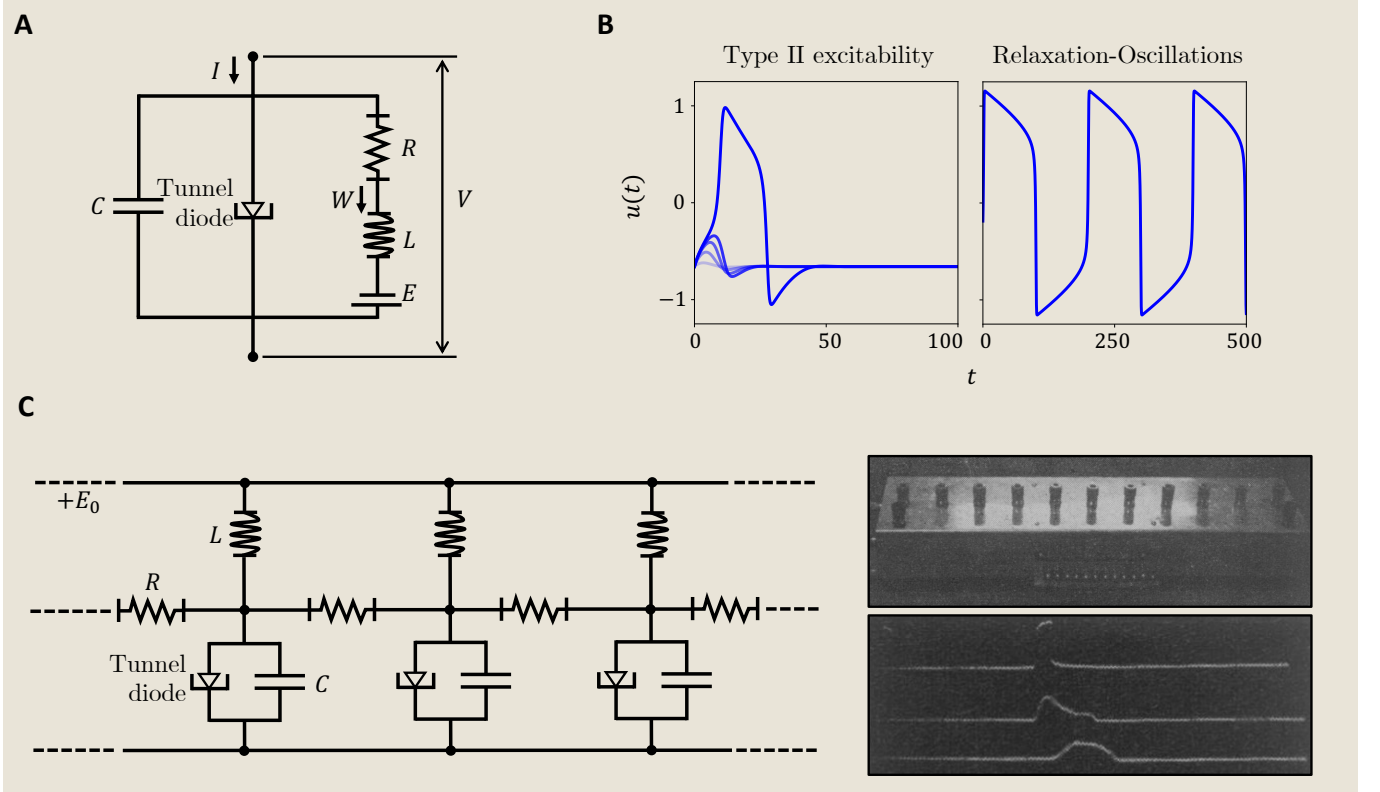 A
I
R
W
V
C
Tunnel
diode
L
E
B
Type II excitability
Relaxation-Oscillations
u(t)
1
0
−1
0
50
100
0
250
500
t
C
+E₀
L
R
Tunnel
diode
C